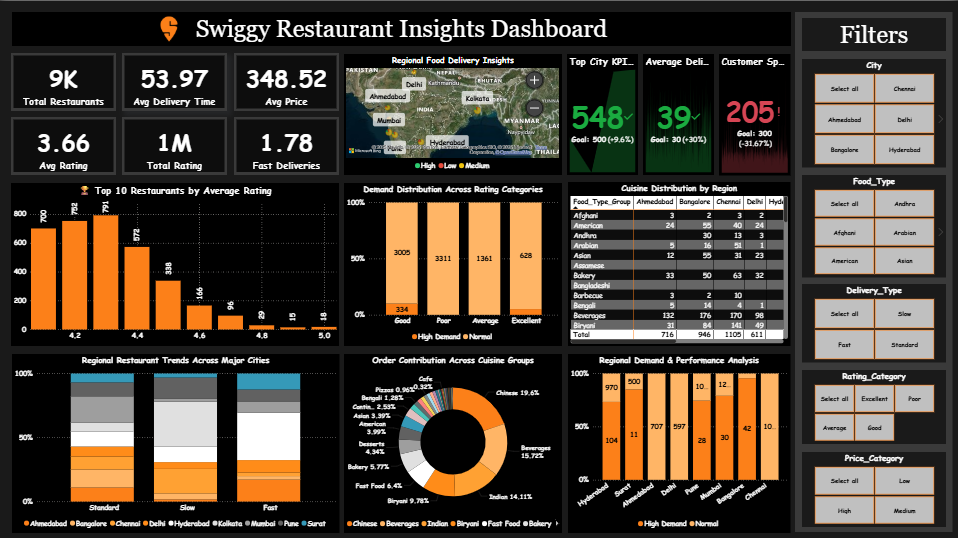 Swiggy Restaurant Insights Dashboard
Filters
9K
Total Restaurants
53.97
Avg Delivery Time
348.52
Avg Price
3.66
Avg Rating
1M
Total Rating
1.78
Fast Deliveries
Regional Food Delivery Insights
PAKISTAN
NEPAL
Kathmandu
BHUTAN
Delhi
Ahmedabad
Kolkata
INDIA
Mumbai
MYANMAR
Naypyidaw
Hyderabad
Pune
THAILA
High Low Medium
Top City KPI...
548
Goal: 500 (+9.6%)
Average Deli...
39
Goal: 30 (+30%)
Customer Sp...
205!
Goal: 300
(-31.67%)
Top 10 Restaurants by Average Rating
800
600
400
200
0
700
752
791
572
338
166
96
29
15
18
4.2 4.4 4.6 4.8 5.0
Demand Distribution Across Rating Categories
100%
50%
0%
3005
334
3311
1361
628
Good Poor Average Excellent
High Demand Normal
Cuisine Distribution by Region
Food_Type_Group Ahmedabad Bangalore Chennai Delhi Hyde
Afghani 3 2 3 2
American 24 55 40 24
Andhra 30 13 3
Arabian 5 16 51 1
Asian 12 55 31 23
Assamese
Bakery 33 50 63 32
Bangladeshi
Barbecue 3 2 10
Bengali 5 14 4 1
Beverages 132 176 170 98
Biryani 31 84 141 49
Total 716 946 1105 611
Regional Restaurant Trends Across Major Cities
100%
50%
0%
Standard Slow Fast
Ahmedabad Bangalore Chennai Delhi Hyderabad Kolkata Mumbai Pune Surat
Order Contribution Across Cuisine Groups
Cafe
0.32%
Pizzas 0.96%
Bengali 1.28%
Contin... 2.53%
Asian 3.39%
American
3.99%
Desserts
4.34%
Bakery 5.77%
Fast Food 6.4%
Biryani 9.78%
Indian 14.11%
Beverages
15.72%
Chinese 19.6%
Chinese Beverages Indian Biryani Fast Food Bakery
Regional Demand & Performance Analysis
100%
50%
0%
970
104
500
11
707
597
10...
28
12...
30
42
10...
Hyderabad Surat Ahmedabad Delhi Pune Mumbai Bangalore Chennai
High Demand Normal
City
Select all Chennai
Ahmedabad Delhi
Bangalore Hyderabad
Food_Type
Select all Andhra
Afghani Arabian
American Asian
Delivery_Type
Select all Slow
Fast Standard
Rating_Category
Select all Excellent Poor
Average Good
Price_Category
Select all Low
High Medium